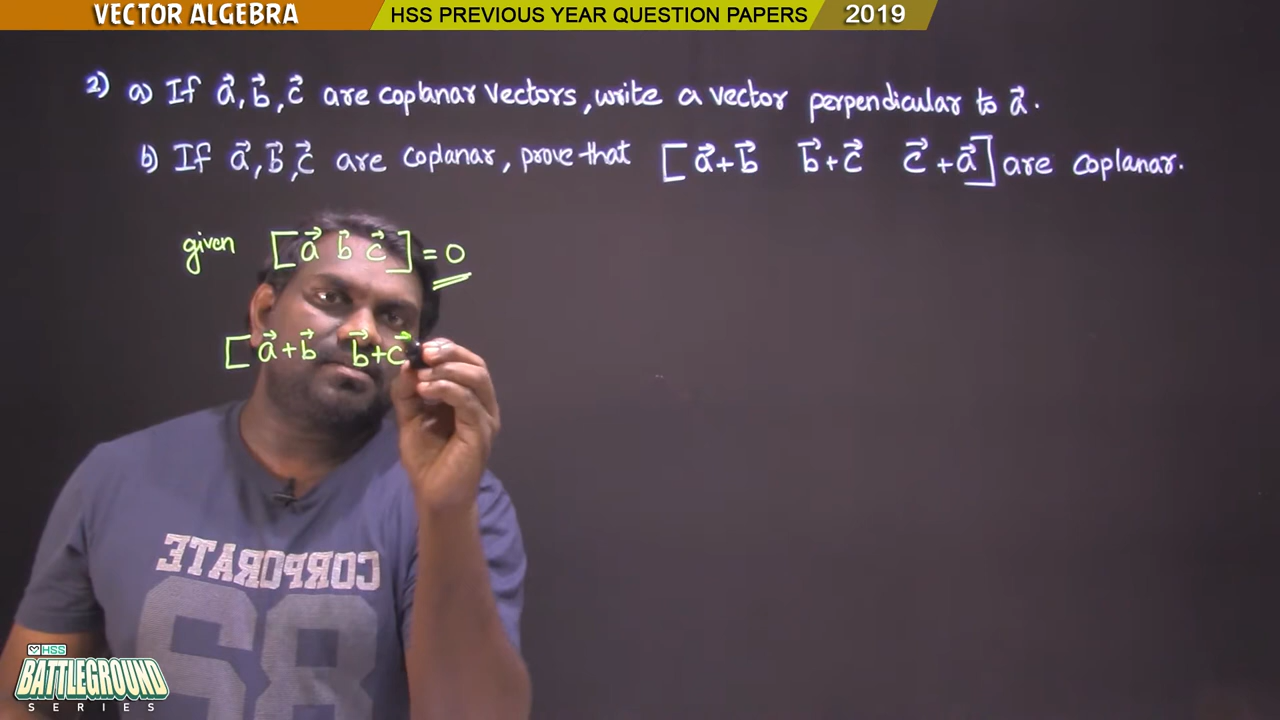 VECTOR ALGEBRA
HSS PREVIOUS YEAR QUESTION PAPERS
2019
2) a) If a⃗, b⃗, c⃗ are coplanar vectors, write a vector perpendicular to a⃗.
b) If a⃗, b⃗, c⃗ are coplanar, prove that [a⃗+b⃗ b⃗+c⃗ c⃗+a⃗] are coplanar.
given [a⃗ b⃗ c⃗] = 0
[a⃗+b⃗ b⃗+c⃗
CORPORATE
82
HSS
BATTLEGROUND
SERIES